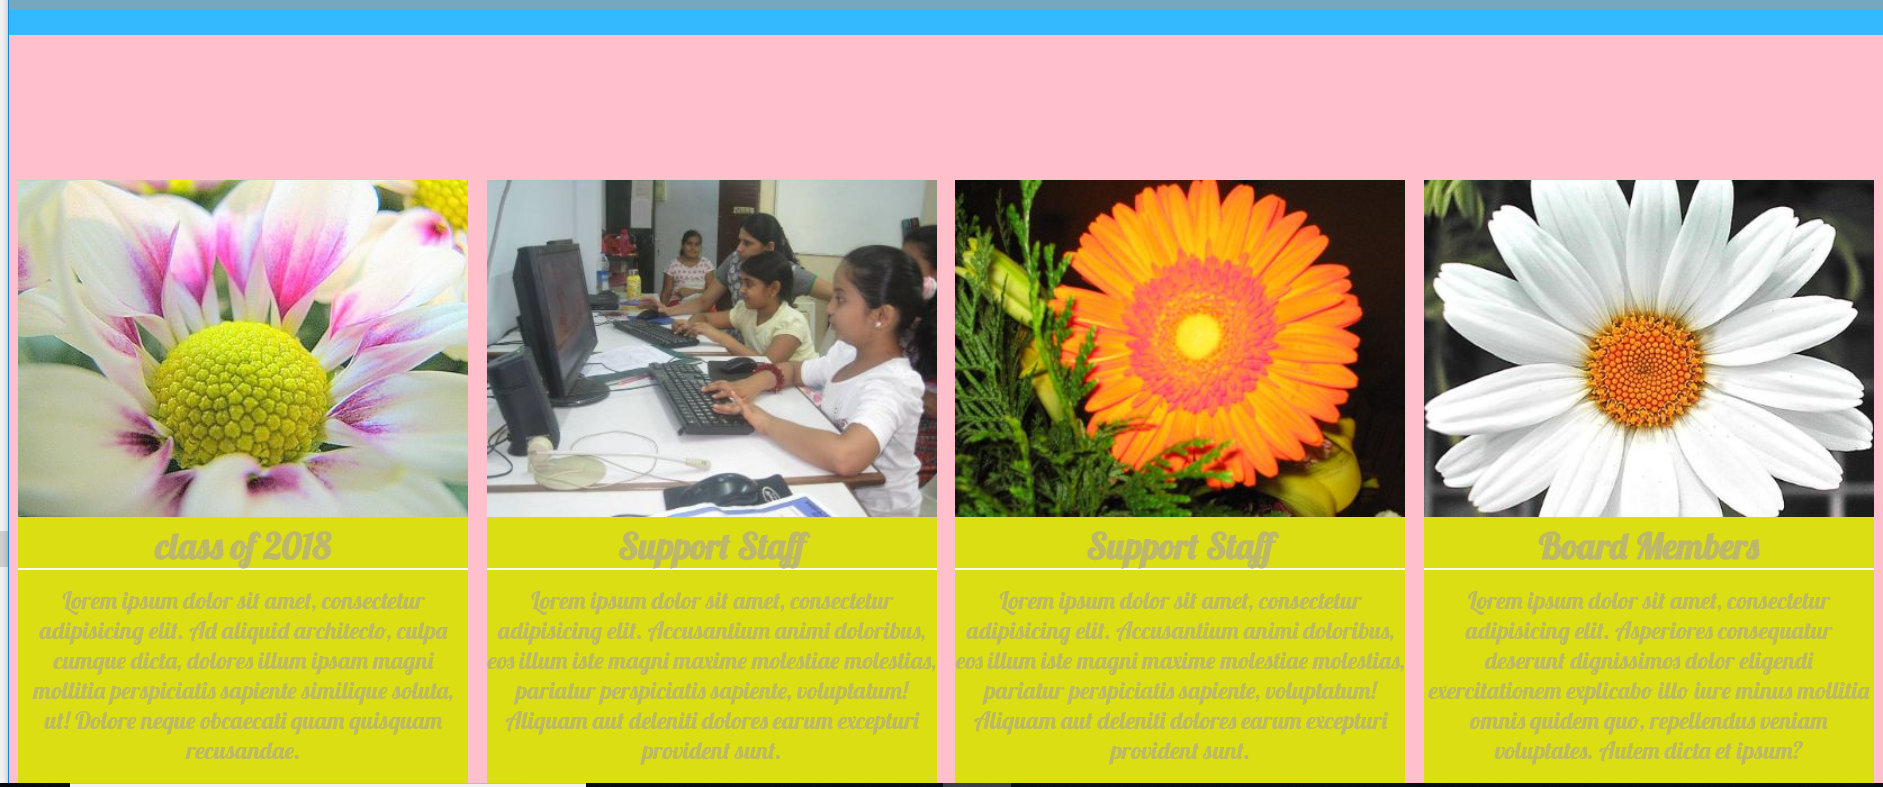 class of 2018
Lorem ipsum dolor sit amet, consectetur
adipisicing elit. Ad aliquid architecto, culpa
cumque dicta, dolores illum ipsam magni
mollitia perspiciatis sapiente similique soluta,
ut! Dolore neque obcaecati quam quisquam
recusandae.
Support Staff
Lorem ipsum dolor sit amet, consectetur
adipisicing elit. Accusantium animi doloribus,
eos illum iste magni maxime molestiae molestias,
pariatur perspiciatis sapiente, voluptatum!
Aliquam aut deleniti dolores earum excepturi
provident sunt.
Support Staff
Lorem ipsum dolor sit amet, consectetur
adipisicing elit. Accusantium animi doloribus,
eos illum iste magni maxime molestiae molestias,
pariatur perspiciatis sapiente, voluptatum!
Aliquam aut deleniti dolores earum excepturi
provident sunt.
Board Members
Lorem ipsum dolor sit amet, consectetur
adipisicing elit. Asperiores consequatur
deserunt dignissimos dolor eligendi
exercitationem explicabo illo iure minus mollitia
omnis quidem quo, repellendus veniam
voluptates. Autem dicta et ipsum?